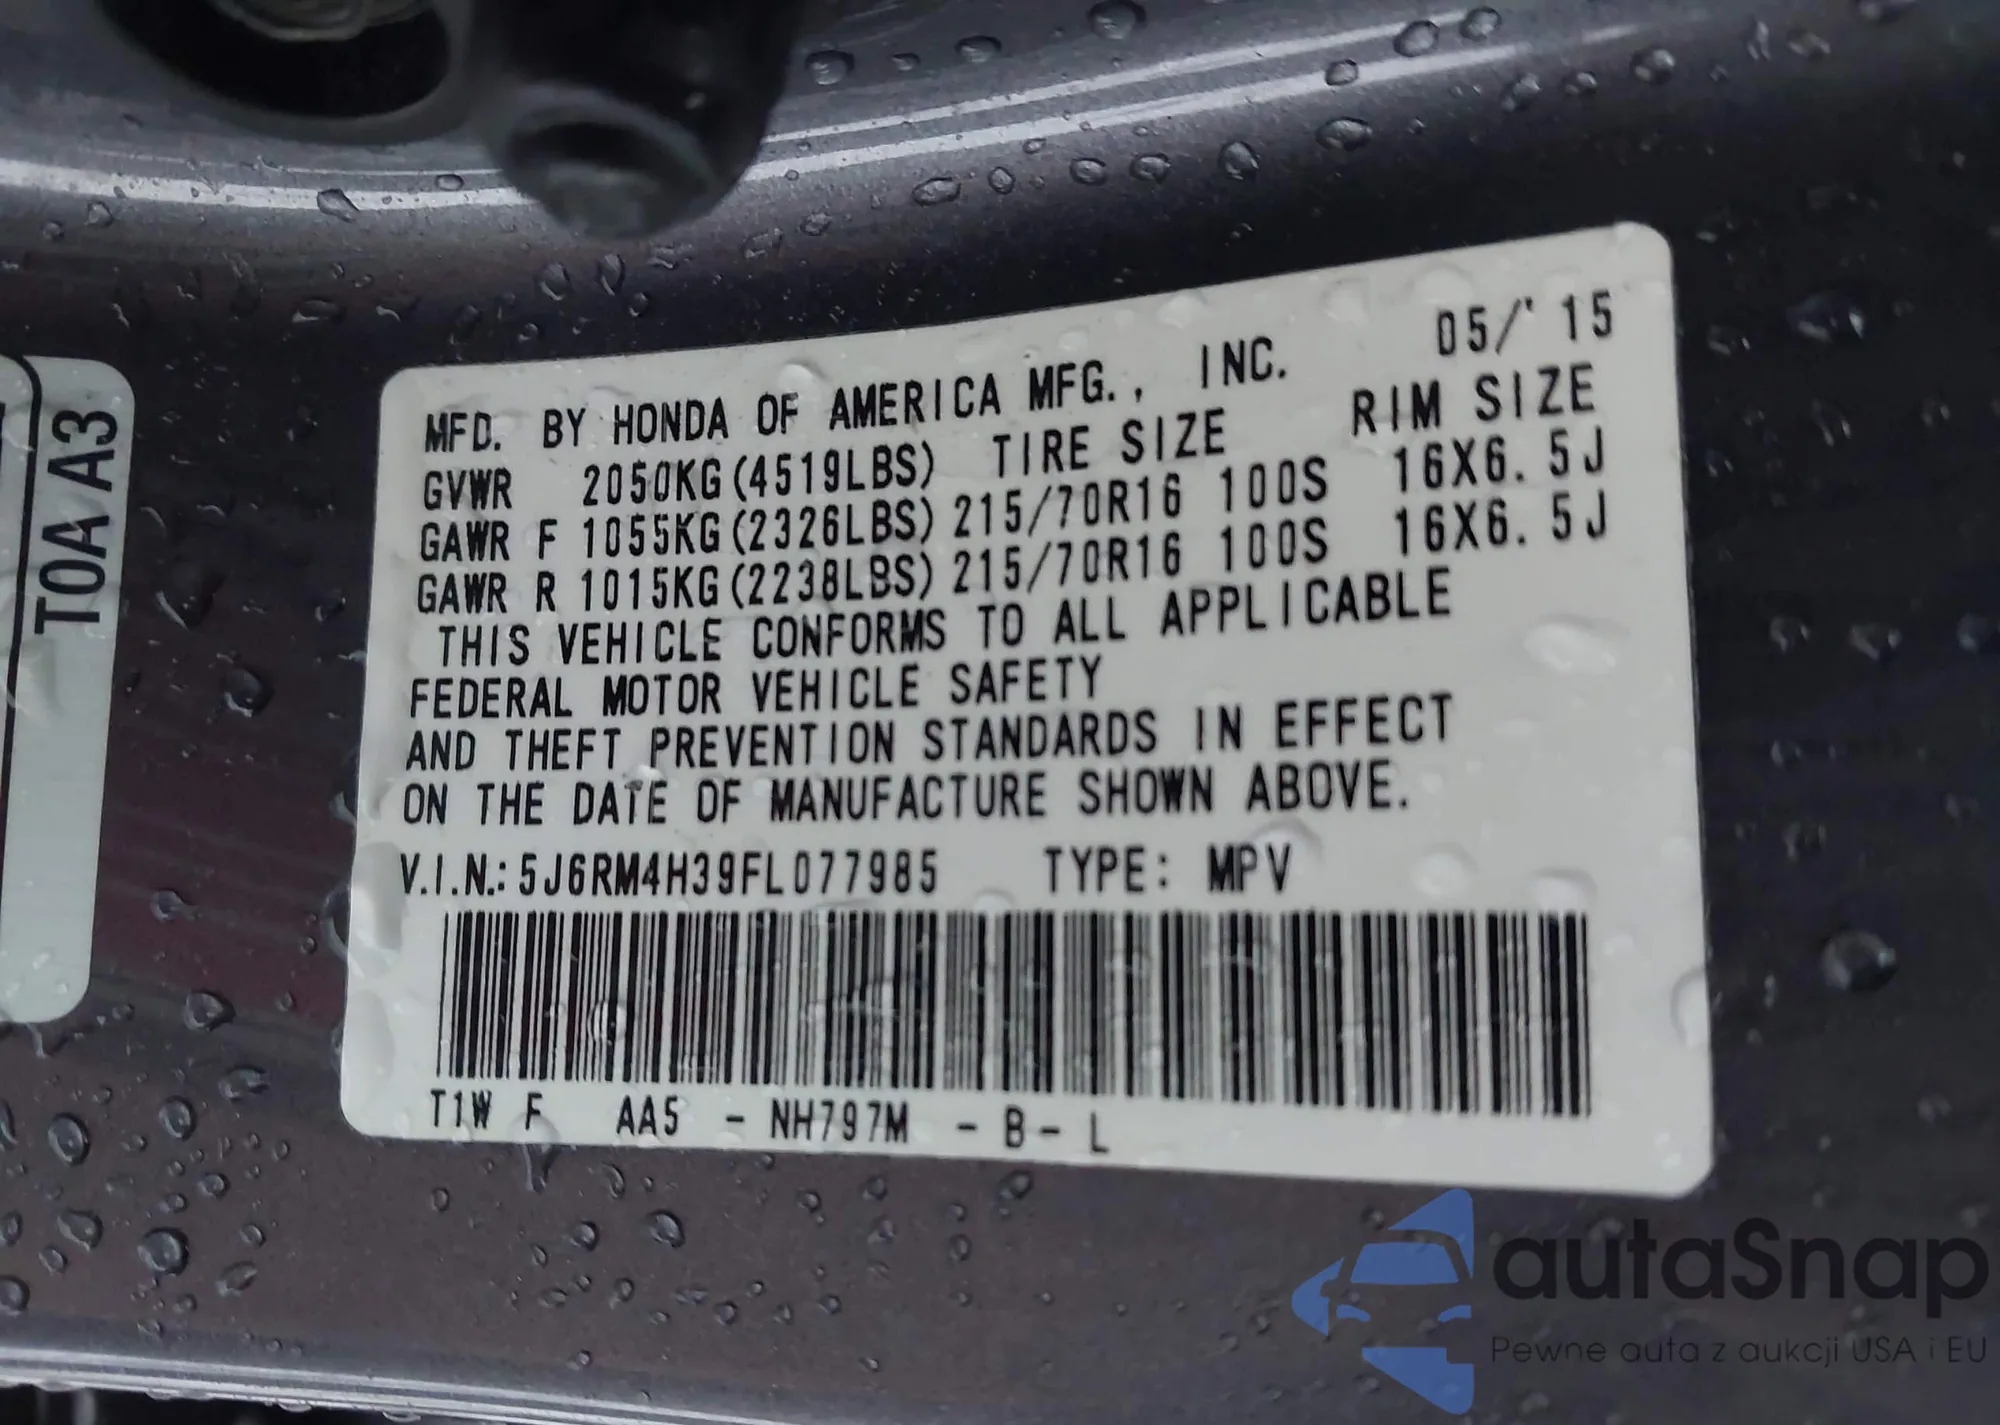 T0A A3
MFD. BY HONDA OF AMERICA MFG., INC. 05/'15
GVWR 2050KG(4519LBS) TIRE SIZE RIM SIZE
GAWR F 1055KG(2326LBS) 215/70R16 100S 16X6.5J
GAWR R 1015KG(2238LBS) 215/70R16 100S 16X6.5J
THIS VEHICLE CONFORMS TO ALL APPLICABLE
FEDERAL MOTOR VEHICLE SAFETY
AND THEFT PREVENTION STANDARDS IN EFFECT
ON THE DATE OF MANUFACTURE SHOWN ABOVE.
V.I.N.: 5J6RM4H39FL077985 TYPE: MPV
T1W F AA5 - NH797M - B - L
autaSnap
Pewne auta z aukcji USA i EU